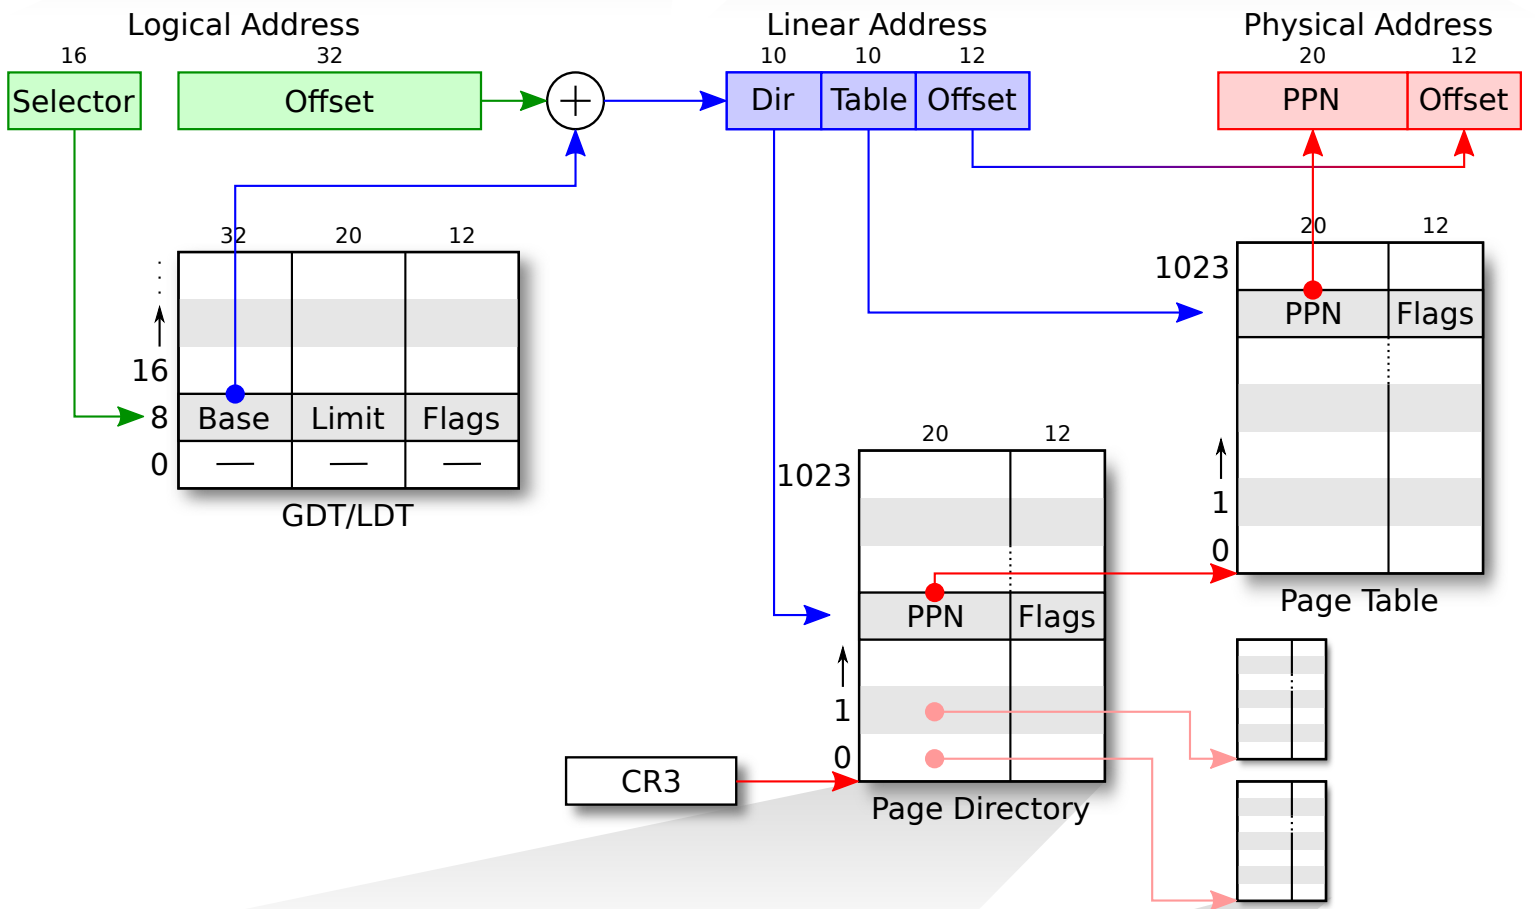 Logical Address
Linear Address
Physical Address
16
32
10
10
12
20
12
Selector
Offset
+
Dir
Table
Offset
PPN
Offset
32
20
12
16
8
Base
Limit
Flags
0
GDT/LDT
20
12
1023
PPN
Flags
1
0
Page Table
20
12
1023
PPN
Flags
1
0
Page Directory
CR3